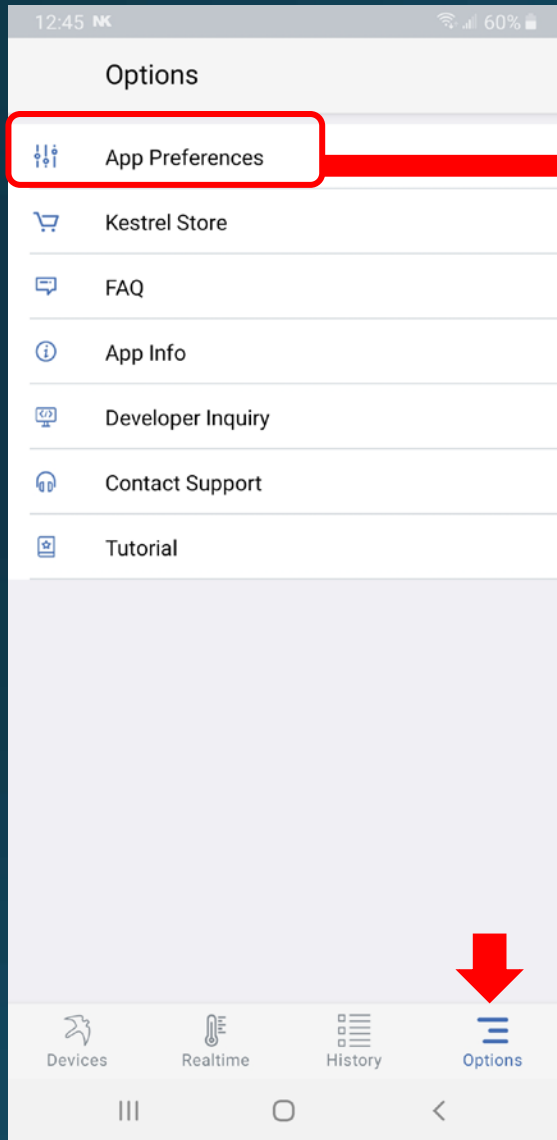 12:45 NK 60%
Options
App Preferences
Kestrel Store
FAQ
App Info
Developer Inquiry
Contact Support
Tutorial
Devices Realtime History Options